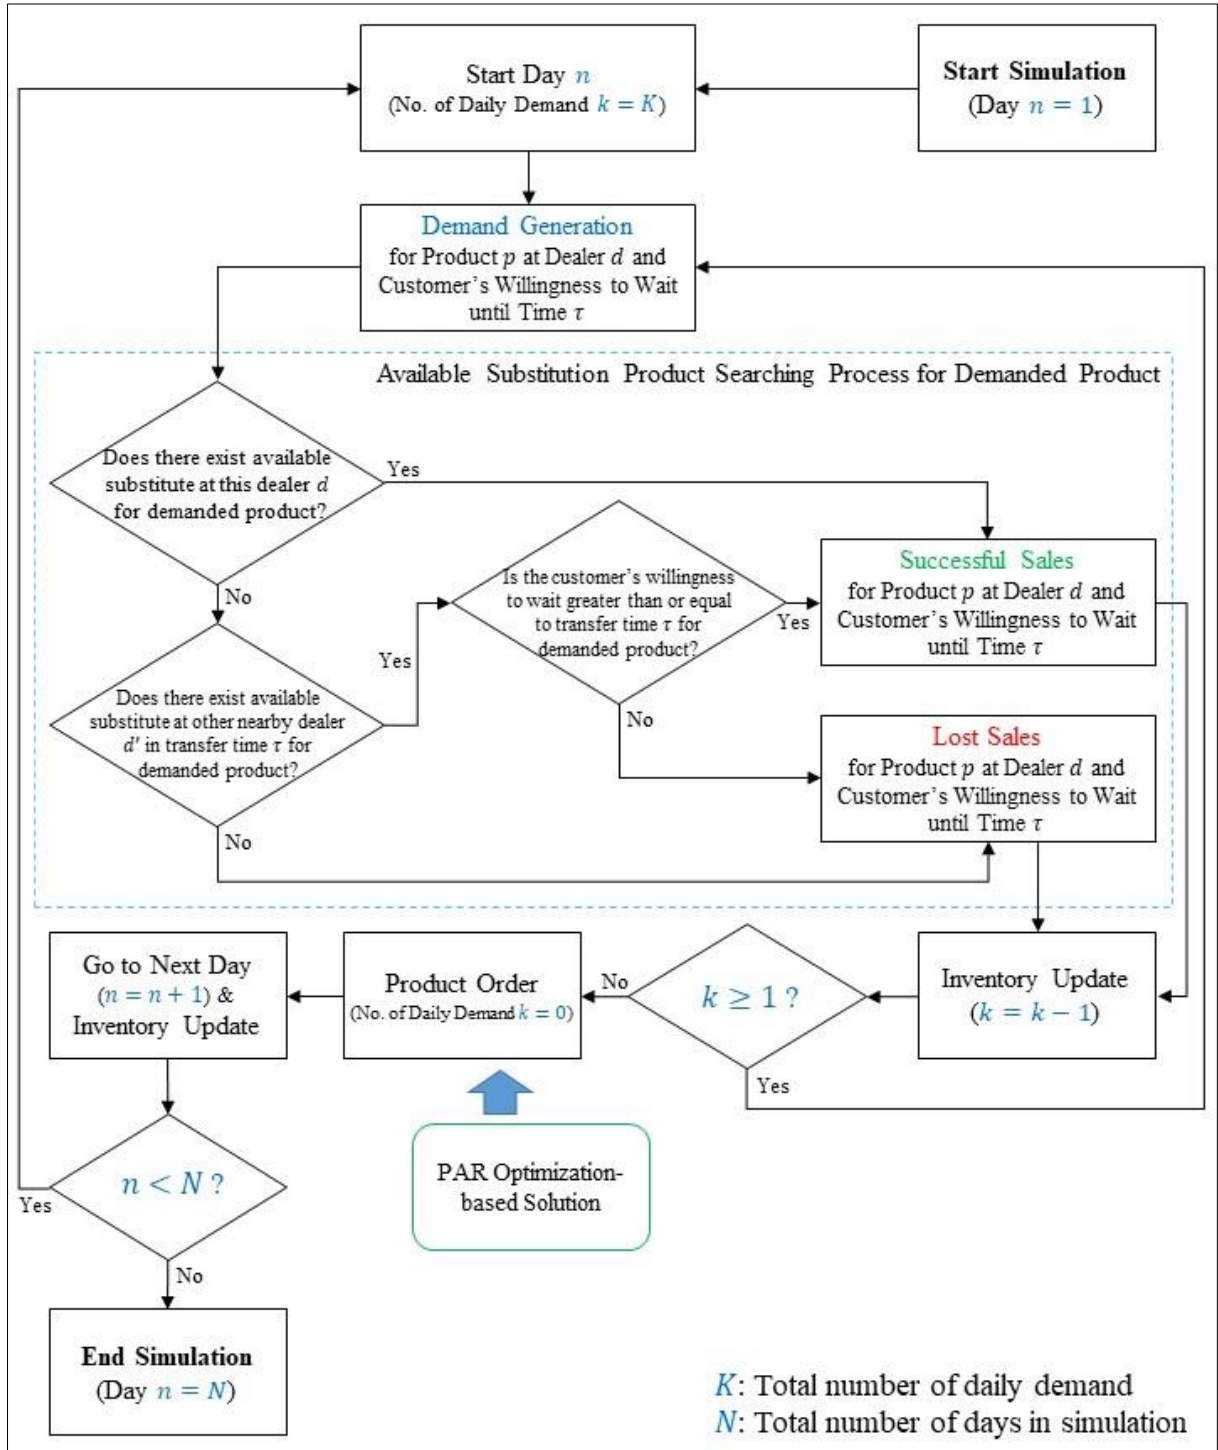 Start Day n
(No. of Daily Demand k = K)
Start Simulation
(Day n = 1)
Demand Generation
for Product p at Dealer d and
Customer's Willingness to Wait
until Time τ
Available Substitution Product Searching Process for Demanded Product
Does there exist available
substitute at this dealer d
for demanded product?
Yes
No
Is the customer's willingness
to wait greater than or equal
to transfer time τ for
demanded product?
Yes
No
Successful Sales
for Product p at Dealer d and
Customer's Willingness to Wait
until Time τ
Does there exist available
substitute at other nearby dealer
d′ in transfer time τ for
demanded product?
Yes
No
Lost Sales
for Product p at Dealer d and
Customer's Willingness to Wait
until Time τ
Inventory Update
(k = k − 1)
k ≥ 1 ?
No
Yes
Product Order
(No. of Daily Demand k = 0)
Go to Next Day
(n = n + 1) &
Inventory Update
PAR Optimization-
based Solution
n < N ?
Yes
No
End Simulation
(Day n = N)
K: Total number of daily demand
N: Total number of days in simulation